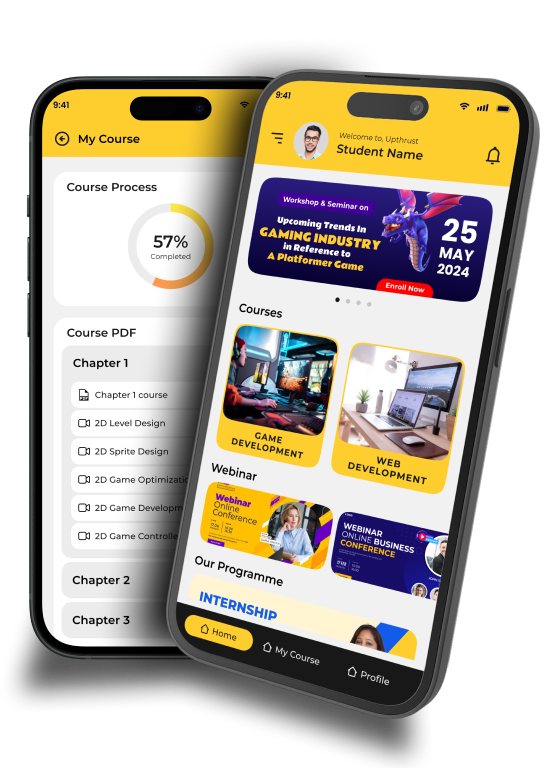 9:41
My Course
Course Process
57%
Completed
Course PDF
Chapter 1
Chapter 1 course
2D Level Design
2D Sprite Design
2D Game Optimizatio
2D Game Developm
2D Game Controlle
Chapter 2
Chapter 3
9:41
Welcome to, Upthrust
Student Name
Workshop & Seminar on
Upcoming Trends In
GAMING INDUSTRY
in Reference to
A Platformer Game
25
MAY
2024
Enroll Now
Courses
GAME
DEVELOPMENT
WEB
DEVELOPMENT
Webinar
Webinar
Online
Conference
WEBINAR
ONLINE BUSINESS
CONFERENCE
Our Programme
INTERNSHIP
Home
My Course
Profile